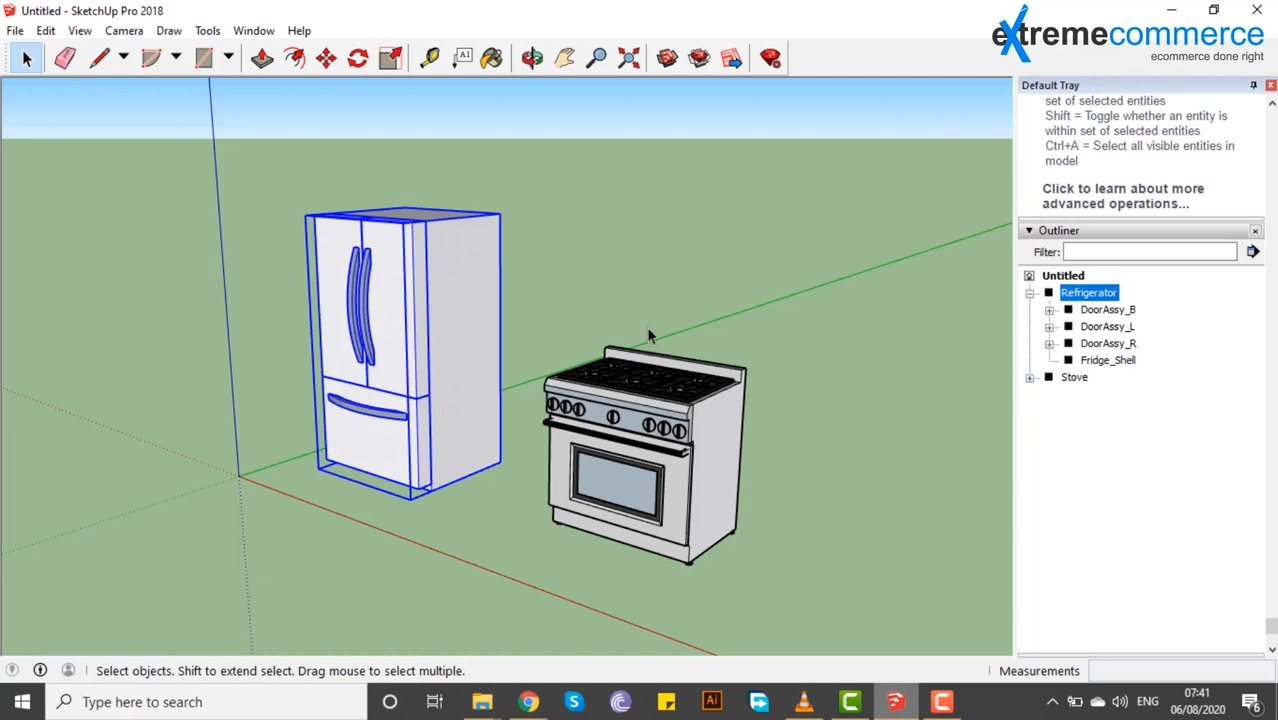 Untitled - SketchUp Pro 2018
extremecommerce
ecommerce done right
File Edit View Camera Draw Tools Window Help
A1
Default Tray
set of selected entities
Shift = Toggle whether an entity is
within set of selected entities
Ctrl+A = Select all visible entities in
model
Click to learn about more
advanced operations...
Outliner
Filter:
Untitled
Refrigerator
DoorAssy_B
DoorAssy_L
DoorAssy_R
Fridge_Shell
Stove
Select objects. Shift to extend select. Drag mouse to select multiple.
Measurements
Type here to search
Ai
ENG
07:41
06/08/2020
6